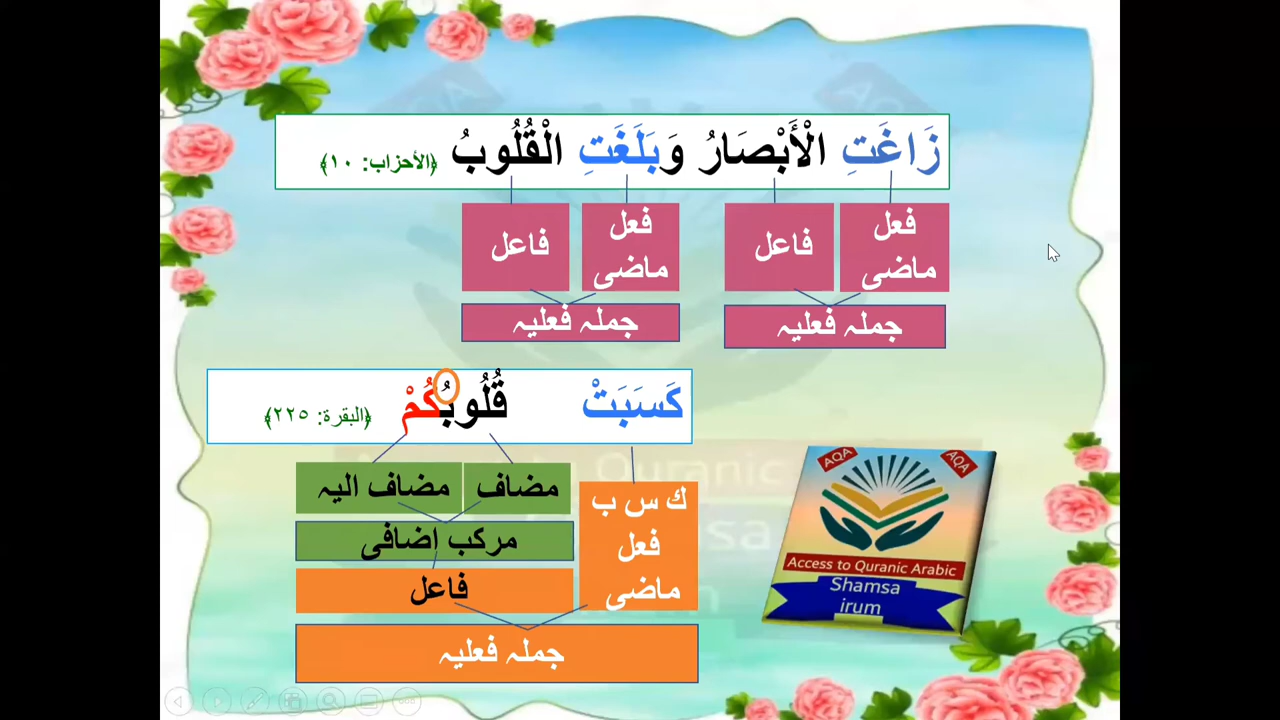 زَاغَتِ الْأَبْصَارُ وَبَلَغَتِ الْقُلُوبُ ﴿الأحزاب: ١٠﴾
فعل ماضی
فاعل
فعل ماضی
فاعل
جملہ فعلیہ
جملہ فعلیہ
كَسَبَتْ قُلُوبُكُمْ ﴿البقرة: ٢٢٥﴾
ك س ب
فعل
ماضی
مضاف
مضاف الیہ
مرکب اضافی
فاعل
جملہ فعلیہ
AQA
AQA
Access to Quranic Arabic
Shamsa
irum